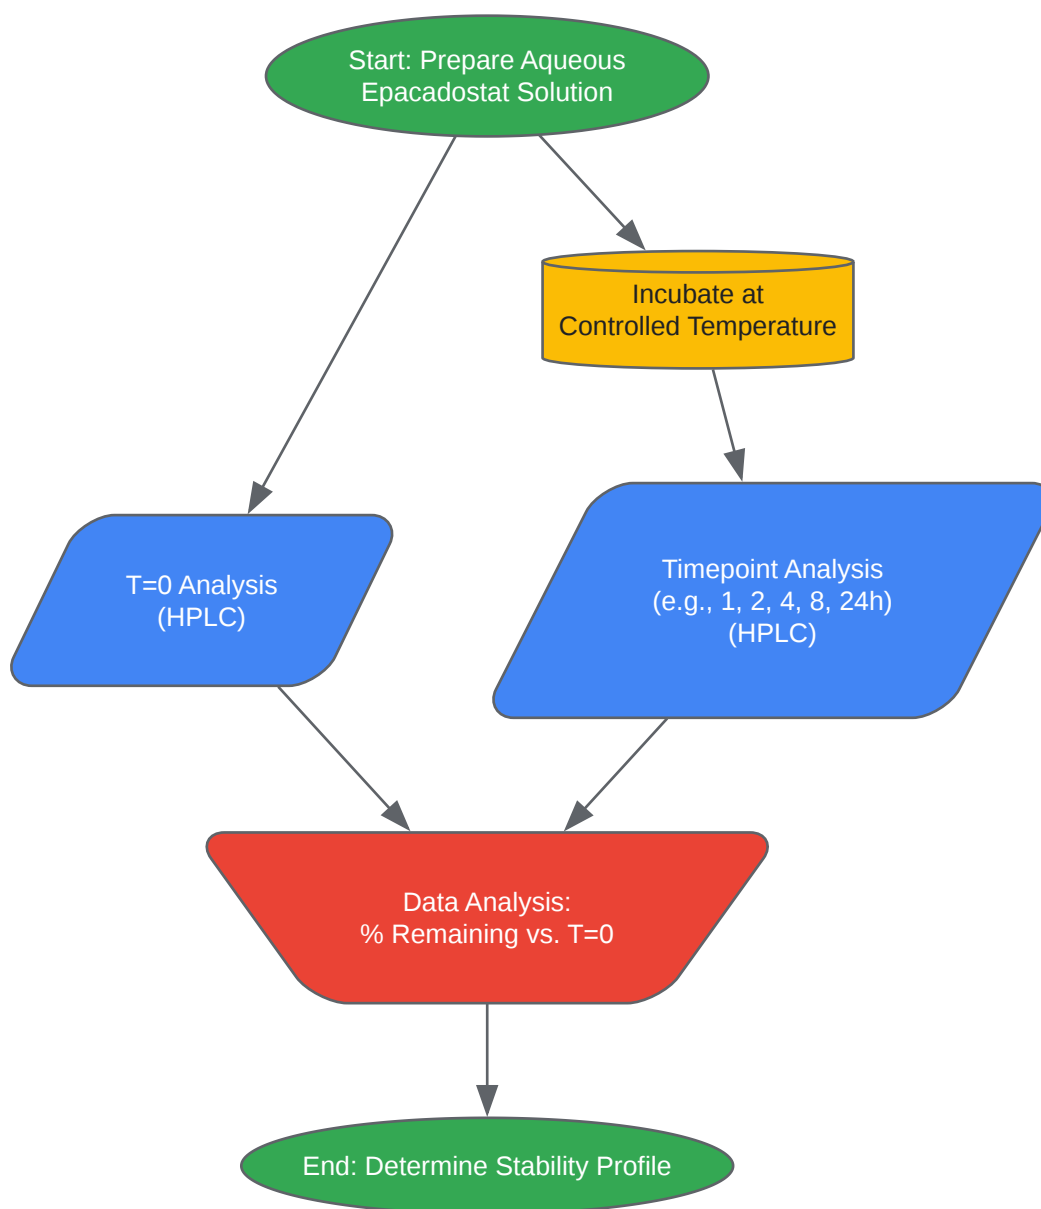 Start: Prepare Aqueous
Epacadostat Solution
Incubate at
Controlled Temperature
T=0 Analysis
(HPLC)
Timepoint Analysis
(e.g., 1, 2, 4, 8, 24h)
(HPLC)
Data Analysis:
% Remaining vs. T=0
End: Determine Stability Profile